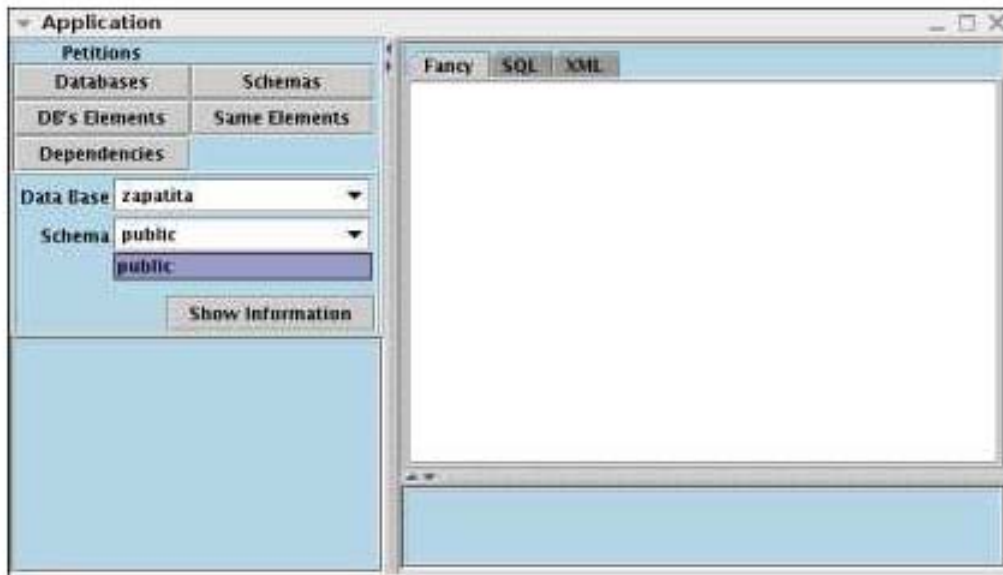 Application
Petitions
Databases Schemas
DB's Elements Same Elements
Dependencies
Data Base zapatita
Schema public
public
Show Information
Fancy SQL XML